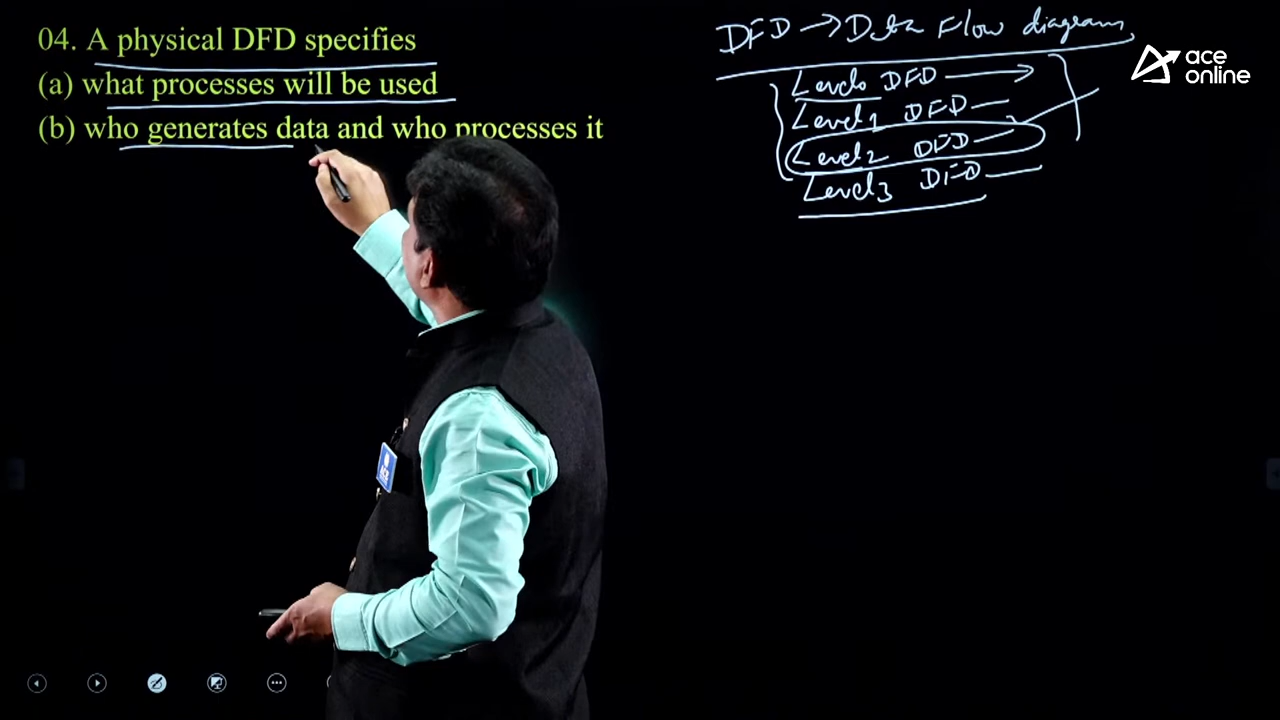 04. A physical DFD specifies
(a) what processes will be used
(b) who generates data and who processes it
DFD → Data Flow diagram
Level0 DFD
Level1 DFD
Level2 DFD
Level3 DFD
ace
online
ACE